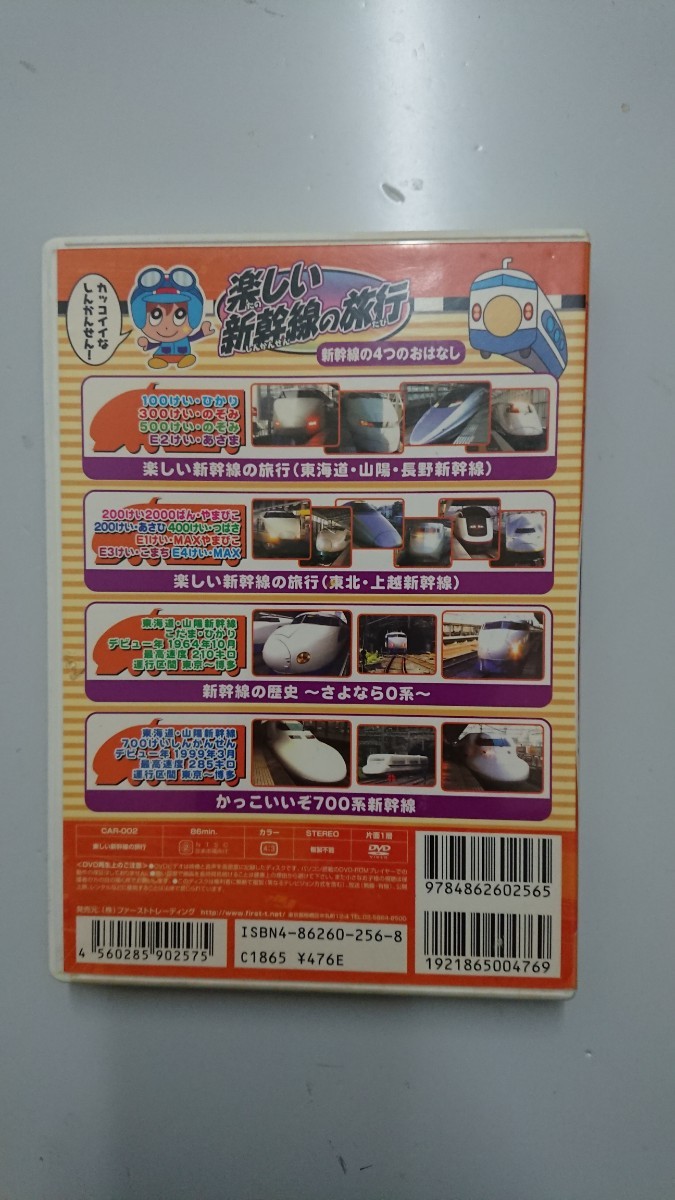 カッコイイな
しんかんせん!
楽しい
新幹線の旅行
しんかんせん たび
新幹線の4つのおはなし
100けい・ひかり
300けい・のぞみ
500けい・のぞみ
E2けい・あさま
楽しい新幹線の旅行(東海道・山陽・長野新幹線)
200けい2000ばん・やまびこ
200けい・あさひ 400けい・つばさ
E1けい・MAXやまびこ
E3けい・こまち E4けい・MAX
楽しい新幹線の旅行(東北・上越新幹線)
東海道・山陽新幹線
こだま・ひかり
デビュー年 1964年10月
最高速度 210キロ
運行区間 東京〜博多
新幹線の歴史 〜さよなら0系〜
東海道・山陽新幹線
700けいしんかんせん
デビュー年 1999年3月
最高速度 285キロ
運行区間 東京〜博多
かっこいいぞ700系新幹線
CAR-002 86min. カラー STEREO 片面1層
楽しい新幹線の旅行 2 NTSC 日本市場向け 4:3 複製不能 DVD VIDEO
<DVD再生上のご注意>
発売元:(株)ファーストトレーディング http://www.first-t.net/
4 560285 902575
ISBN4-86260-256-8
C1865 ¥476E
9784862602565
1921865004769